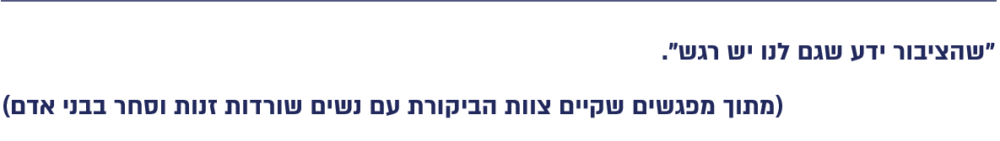 "שהציבור ידע שגם לנו יש רגש".
(מתוך מפגשים שקיים צוות הביקורת עם נשים שורדות זנות וסחר בבני אדם)